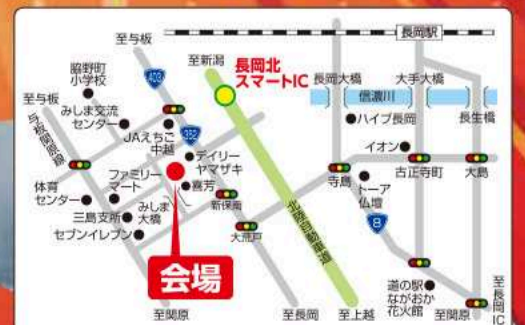 長岡駅
至与板
至新潟
403
長岡北
スマートIC
脇野町
小学校
長岡大橋
大手大橋
至与板
みしま交流
センター
信濃川
長生橋
ハイブ長岡
与板関原線
JAえちご
中越
352
イオン
デイリー
ヤマザキ
ファミリー
マート
喜芳
寺島
古正寺町
大島
体育
センター
トーア
仏壇
みしま
大橋
新保南
三島支所
セブンイレブン
大荒戸
北陸自動車道
8
会場
道の駅
ながおか
花火館
至長岡IC
至関原
至長岡
至上越
至関原